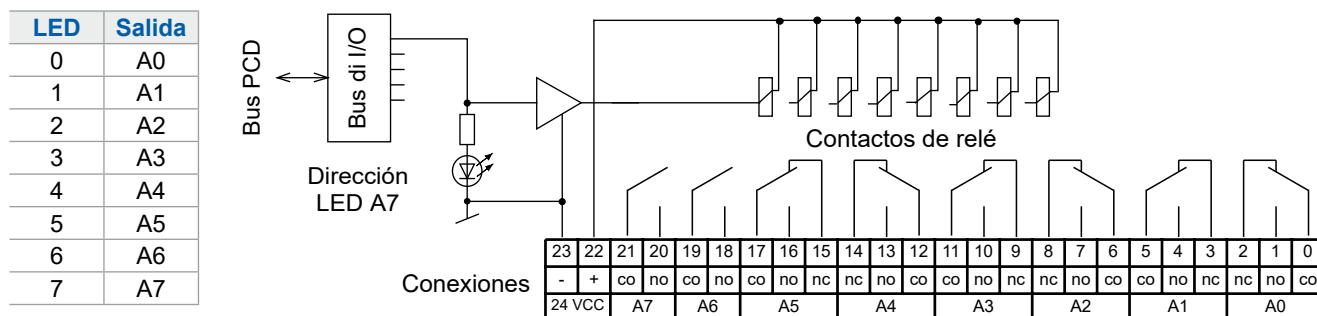 LED Salida
0 A0
1 A1
2 A2
3 A3
4 A4
5 A5
6 A6
7 A7
Bus PCD
Bus di I/O
Dirección
LED A7
Contactos de relé
23 22 21 20 19 18 17 16 15 14 13 12 11 10 9 8 7 6 5 4 3 2 1 0
Conexiones - + co no co no co no nc nc no co co no nc nc no co co no nc nc no co
24 VCC A7 A6 A5 A4 A3 A2 A1 A0